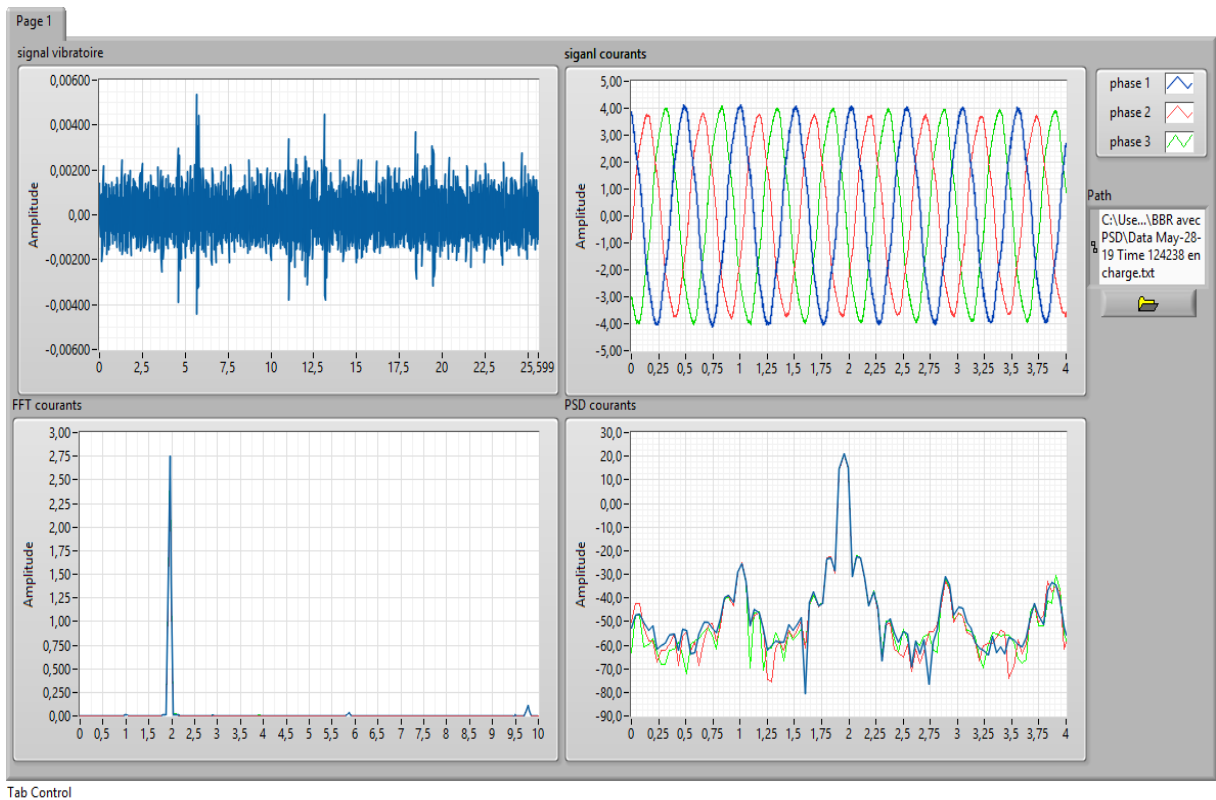 Page 1
signal vibratoire
0,00600
0,00400
0,00200
0,00
-0,00200
-0,00400
-0,00600
Amplitude
0 2,5 5 7,5 10 12,5 15 17,5 20 22,5 25,599
siganl courants
5,00
4,00
3,00
2,00
1,00
0,00
-1,00
-2,00
-3,00
-4,00
-5,00
Amplitude
0 0,25 0,5 0,75 1 1,25 1,5 1,75 2 2,25 2,5 2,75 3 3,25 3,5 3,75 4
phase 1
phase 2
phase 3
Path
C:\Use...\BBR avec
PSD\Data May-28-
19 Time 124238 en
charge.txt
FFT courants
3,00
2,75
2,50
2,25
2,00
1,75
1,50
1,25
1,00
0,750
0,500
0,250
0,00
Amplitude
0 0,5 1 1,5 2 2,5 3 3,5 4 4,5 5 5,5 6 6,5 7 7,5 8 8,5 9 9,5 10
PSD courants
30,0
20,0
10,0
0,00
-10,0
-20,0
-30,0
-40,0
-50,0
-60,0
-70,0
-80,0
-90,0
Amplitude
0 0,25 0,5 0,75 1 1,25 1,5 1,75 2 2,25 2,5 2,75 3 3,25 3,5 3,75 4
Tab Control